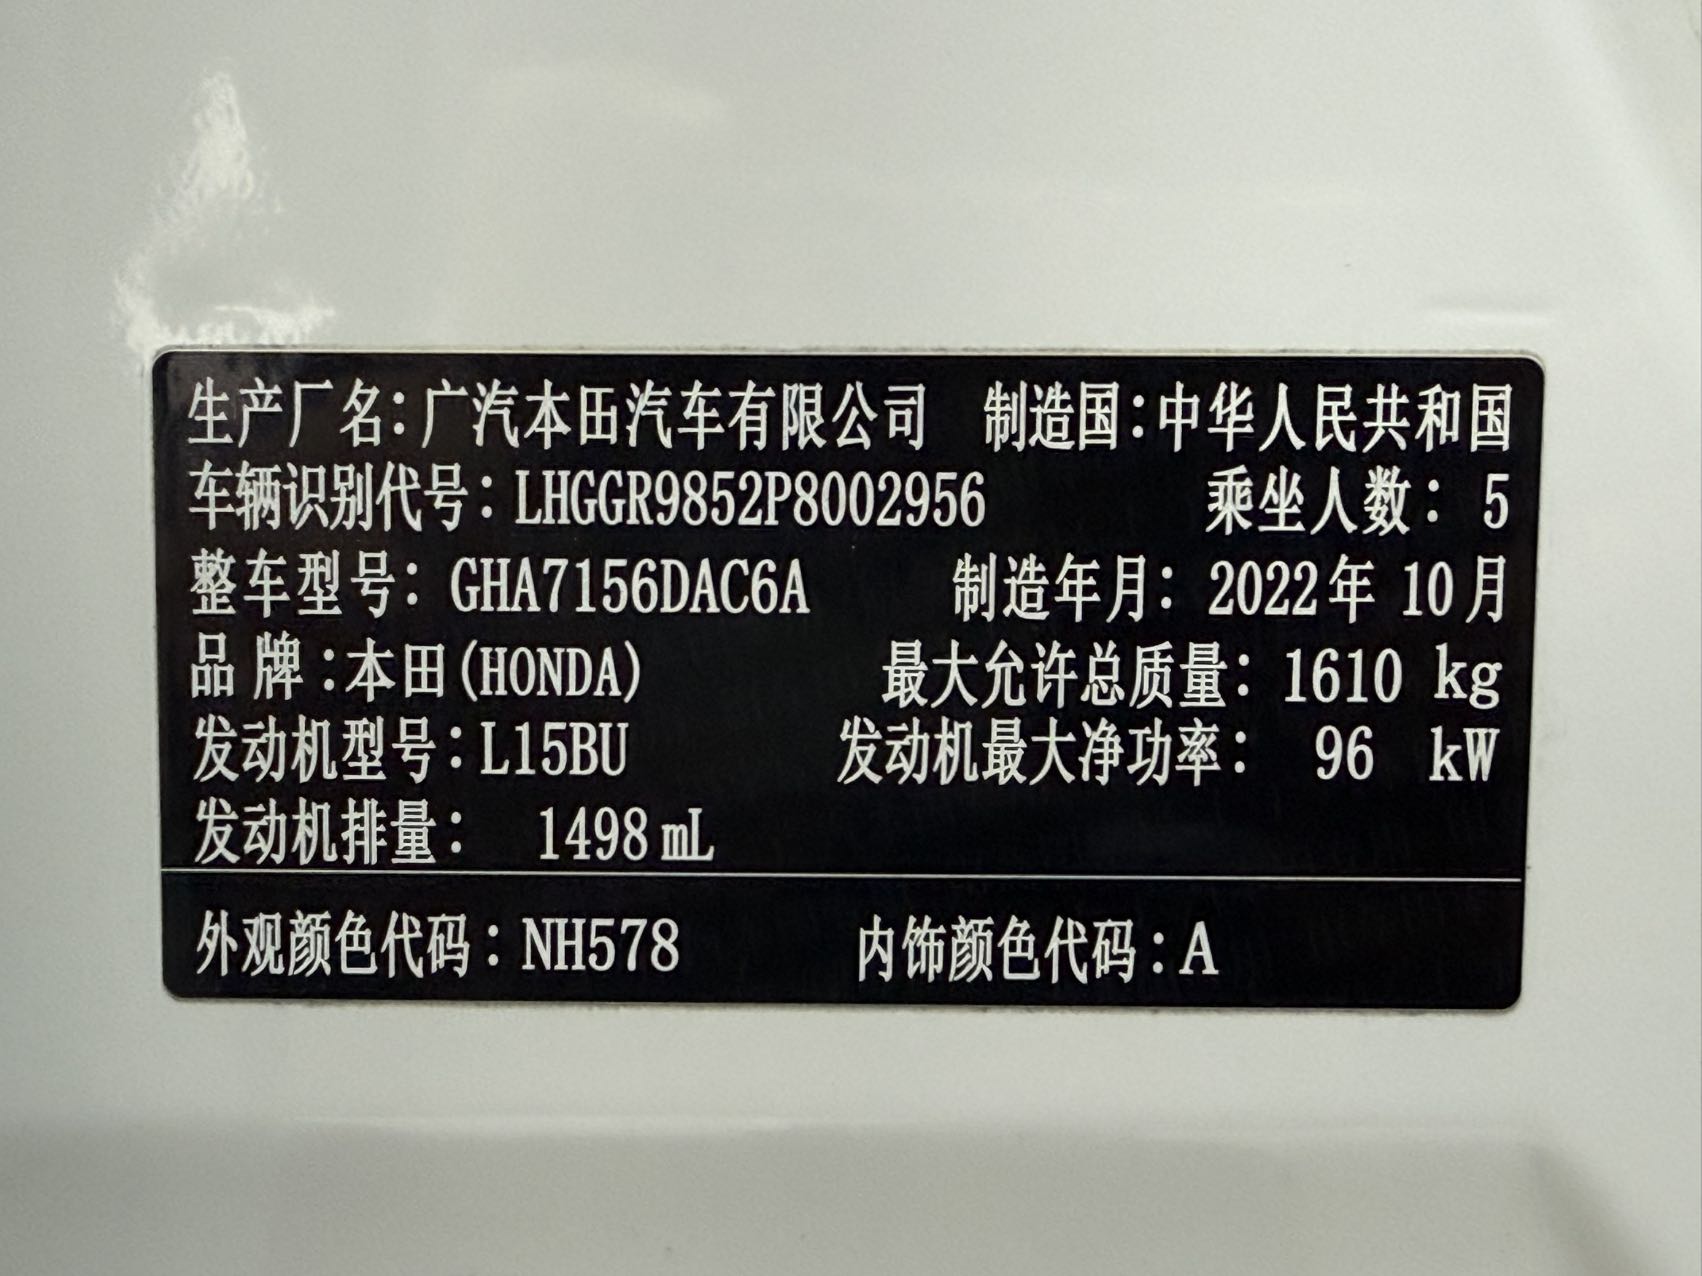 生产厂名：广汽本田汽车有限公司 制造国：中华人民共和国
车辆识别代号：LHGGR9852P8002956 乘坐人数：5
整车型号：GHA7156DAC6A 制造年月：2022年10月
品牌：本田(HONDA) 最大允许总质量：1610 kg
发动机型号：L15BU 发动机最大净功率：96 kW
发动机排量：1498 mL
外观颜色代码：NH578 内饰颜色代码：A